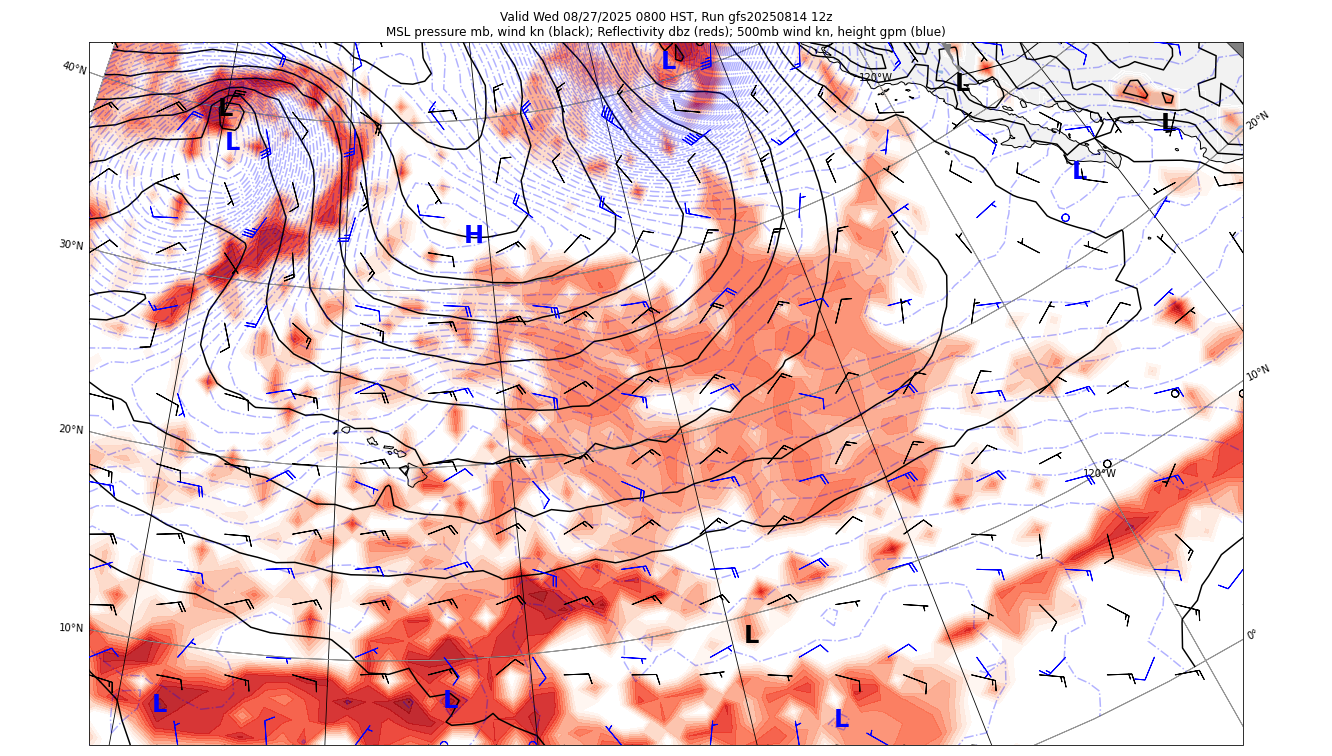 Valid Wed 08/27/2025 0800 HST, Run gfs20250814 12z
MSL pressure mb, wind kn (black); Reflectivity dbz (reds); 500mb wind kn, height gpm (blue)
40°N
L
120°W
L
L
L
20°N
L
L
30°N
H
10°N
20°N
120°W
10°N
L
0°
L
L
L